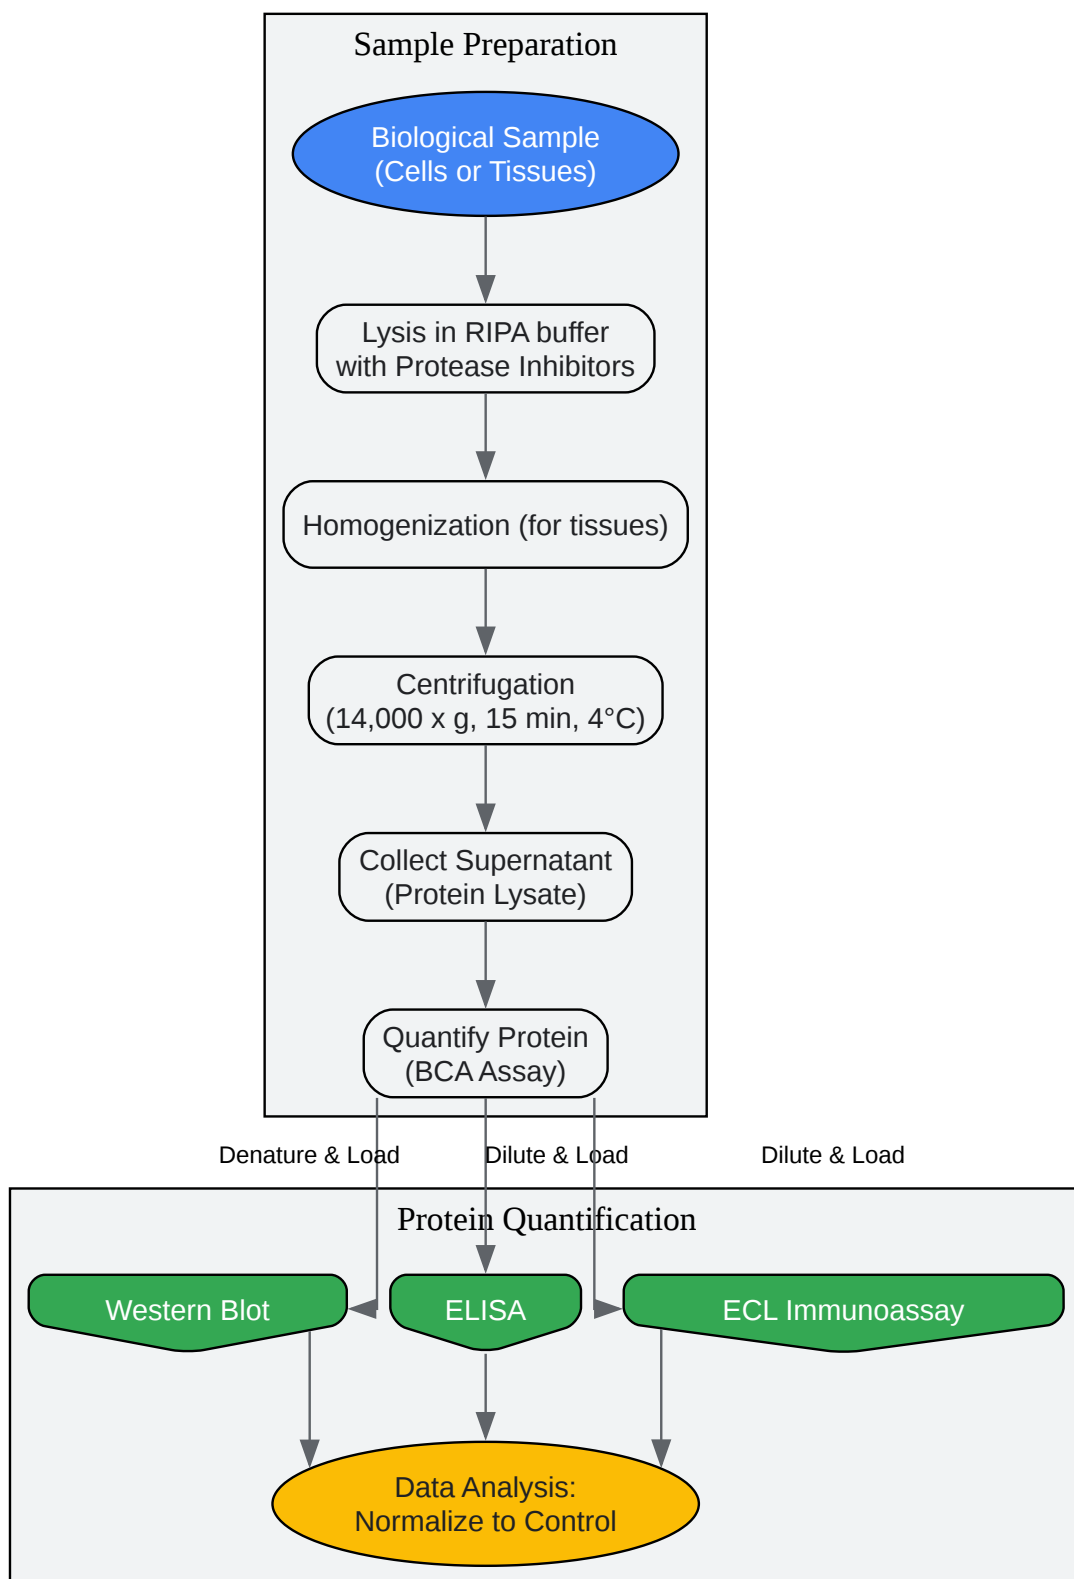 Sample Preparation
Biological Sample
(Cells or Tissues)
Lysis in RIPA buffer
with Protease Inhibitors
Homogenization (for tissues)
Centrifugation
(14,000 x g, 15 min, 4°C)
Collect Supernatant
(Protein Lysate)
Quantify Protein
(BCA Assay)
Denature & Load
Dilute & Load
Dilute & Load
Protein Quantification
Western Blot
ELISA
ECL Immunoassay
Data Analysis:
Normalize to Control